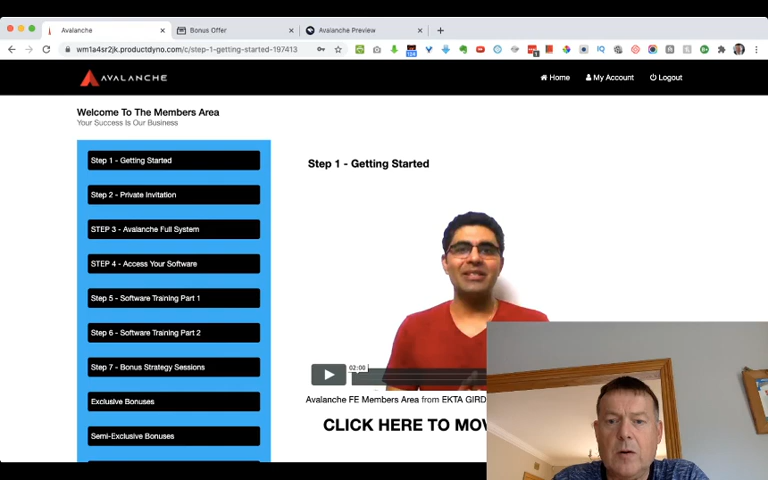 Avalanche
Bonus Offer
Avalanche Preview
wm1a4sr2jk.productdyno.com/c/step-1-getting-started-197413
AVALANCHE
Home
My Account
Logout
Welcome To The Members Area
Your Success Is Our Business
Step 1 - Getting Started
Step 2 - Private Invitation
STEP 3 - Avalanche Full System
STEP 4 - Access Your Software
Step 5 - Software Training Part 1
Step 6 - Software Training Part 2
Step 7 - Bonus Strategy Sessions
Exclusive Bonuses
Semi-Exclusive Bonuses
Step 1 - Getting Started
02:00
Avalanche FE Members Area from EKTA GIRD
CLICK HERE TO MOV